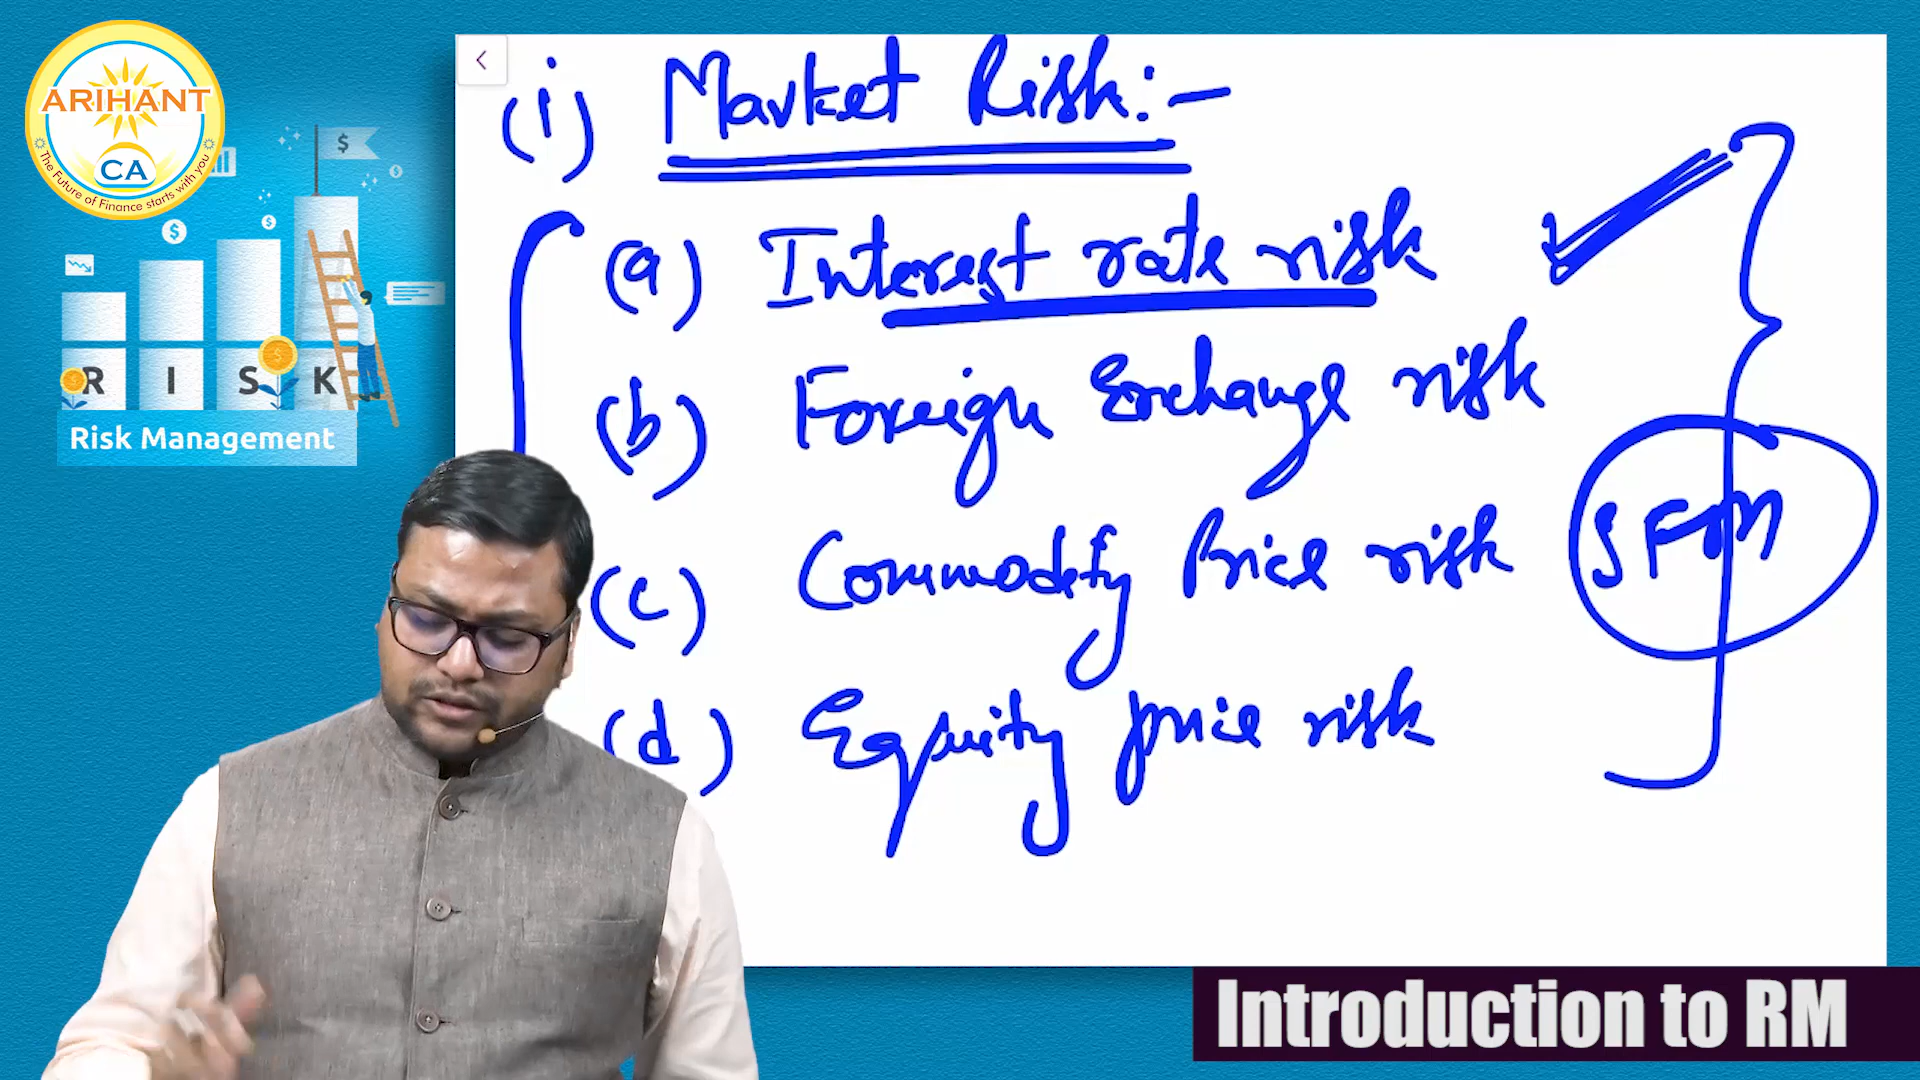 ARIHANT
CA
The Future of Finance starts with you
$
$
$
$
$
R I S K
Risk Management
(i) Market Risk:-
(a) Interest rate risk
(b) Foreign Exchange risk
(c) Commodity Price risk
SFM
(d) Equity price risk
Introduction to RM